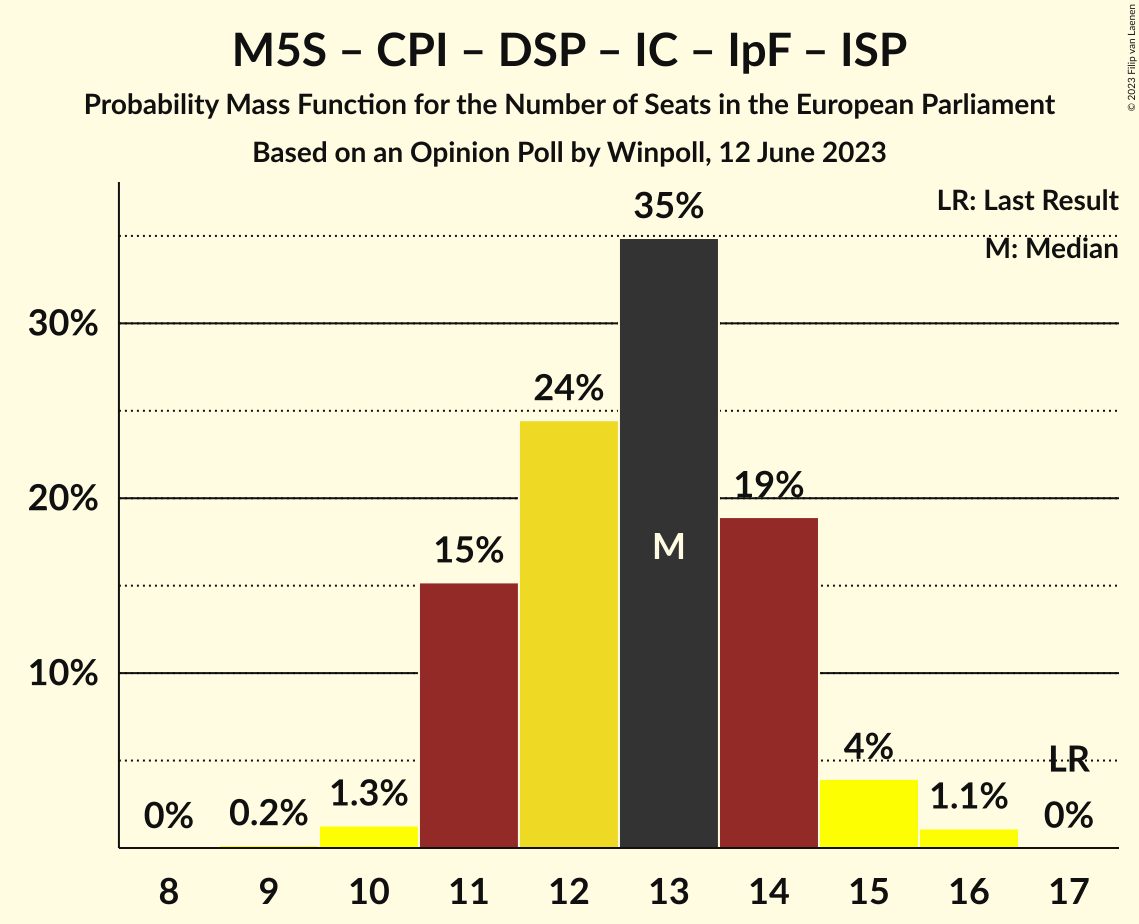 M5S – CPI – DSP – IC – IpF – ISP
Probability Mass Function for the Number of Seats in the European Parliament
Based on an Opinion Poll by Winpoll, 12 June 2023
© 2023 Filip van Laenen
LR: Last Result
M: Median
35%
30%
24%
20%
19%
15%
M
10%
4%
LR
1.3%
1.1%
0%
0.2%
0%
8 9 10 11 12 13 14 15 16 17